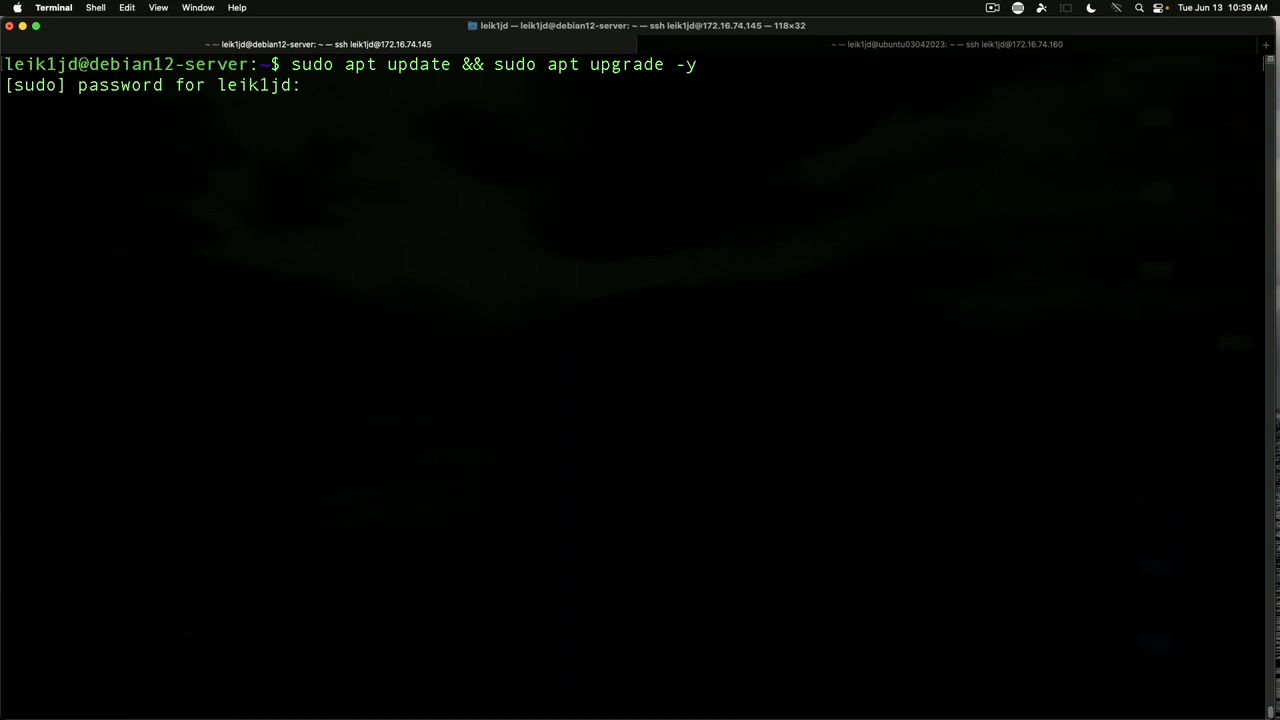 Terminal Shell Edit View Window Help Tue Jun 13 10:39 AM
leik1jd — leik1jd@debian12-server: ~ — ssh leik1jd@172.16.74.145 — 118×32
~ — leik1jd@debian12-server: ~ — ssh leik1jd@172.16.74.145 ~ — leik1jd@ubuntu03042023: ~ — ssh leik1jd@172.16.74.160 +
leik1jd@debian12-server:~$ sudo apt update && sudo apt upgrade -y
[sudo] password for leik1jd: